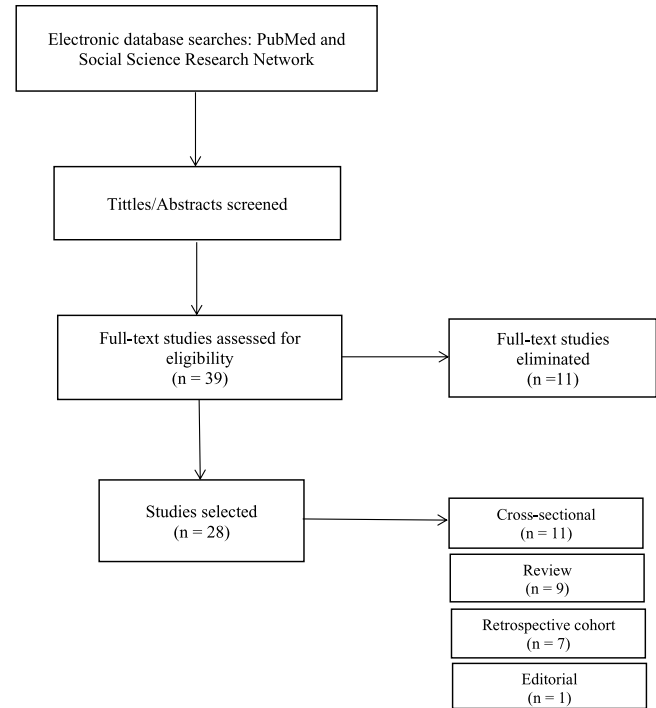 Electronic database searches: PubMed and
Social Science Research Network
Tittles/Abstracts screened
Full-text studies assessed for
eligibility
(n = 39)
Full-text studies
eliminated
(n =11)
Studies selected
(n = 28)
Cross-sectional
(n = 11)
Review
(n = 9)
Retrospective cohort
(n = 7)
Editorial
(n = 1)